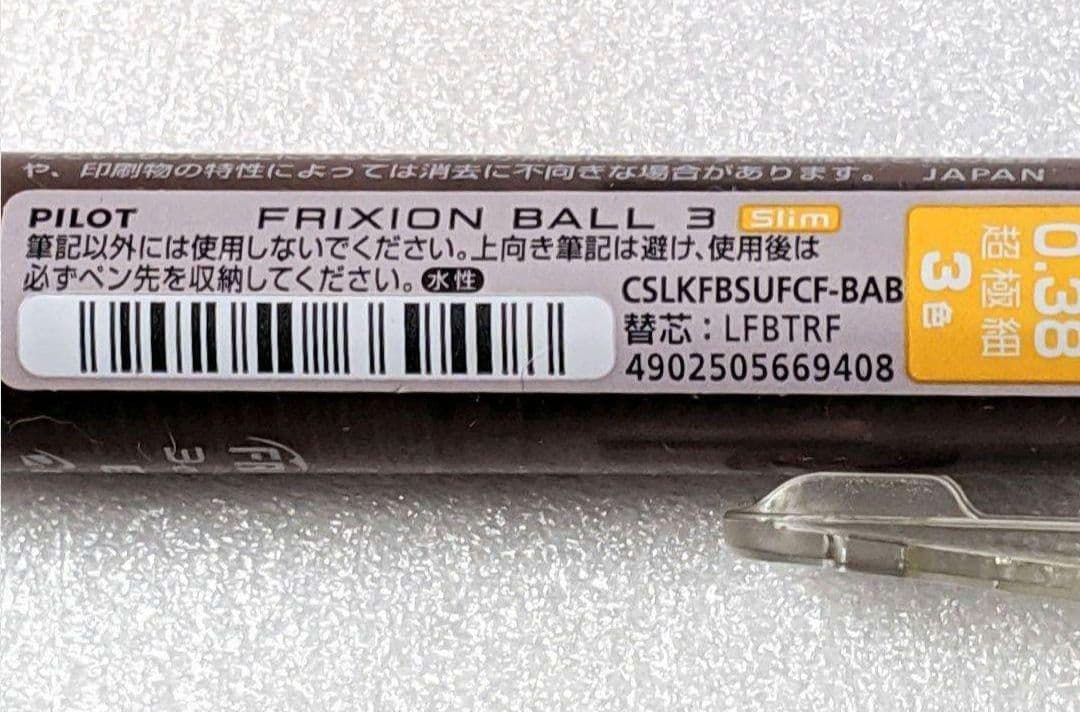 や、印刷物の特性によっては消去に不向きな場合があります。 JAPAN
PILOT FRIXION BALL 3 Slim
筆記以外には使用しないでください。上向き筆記は避け、使用後は
必ずペン先を収納してください。水性
CSLKFBSUFCF-BAB
替芯：LFBTRF
4902505669408
0.38
超極細
3色